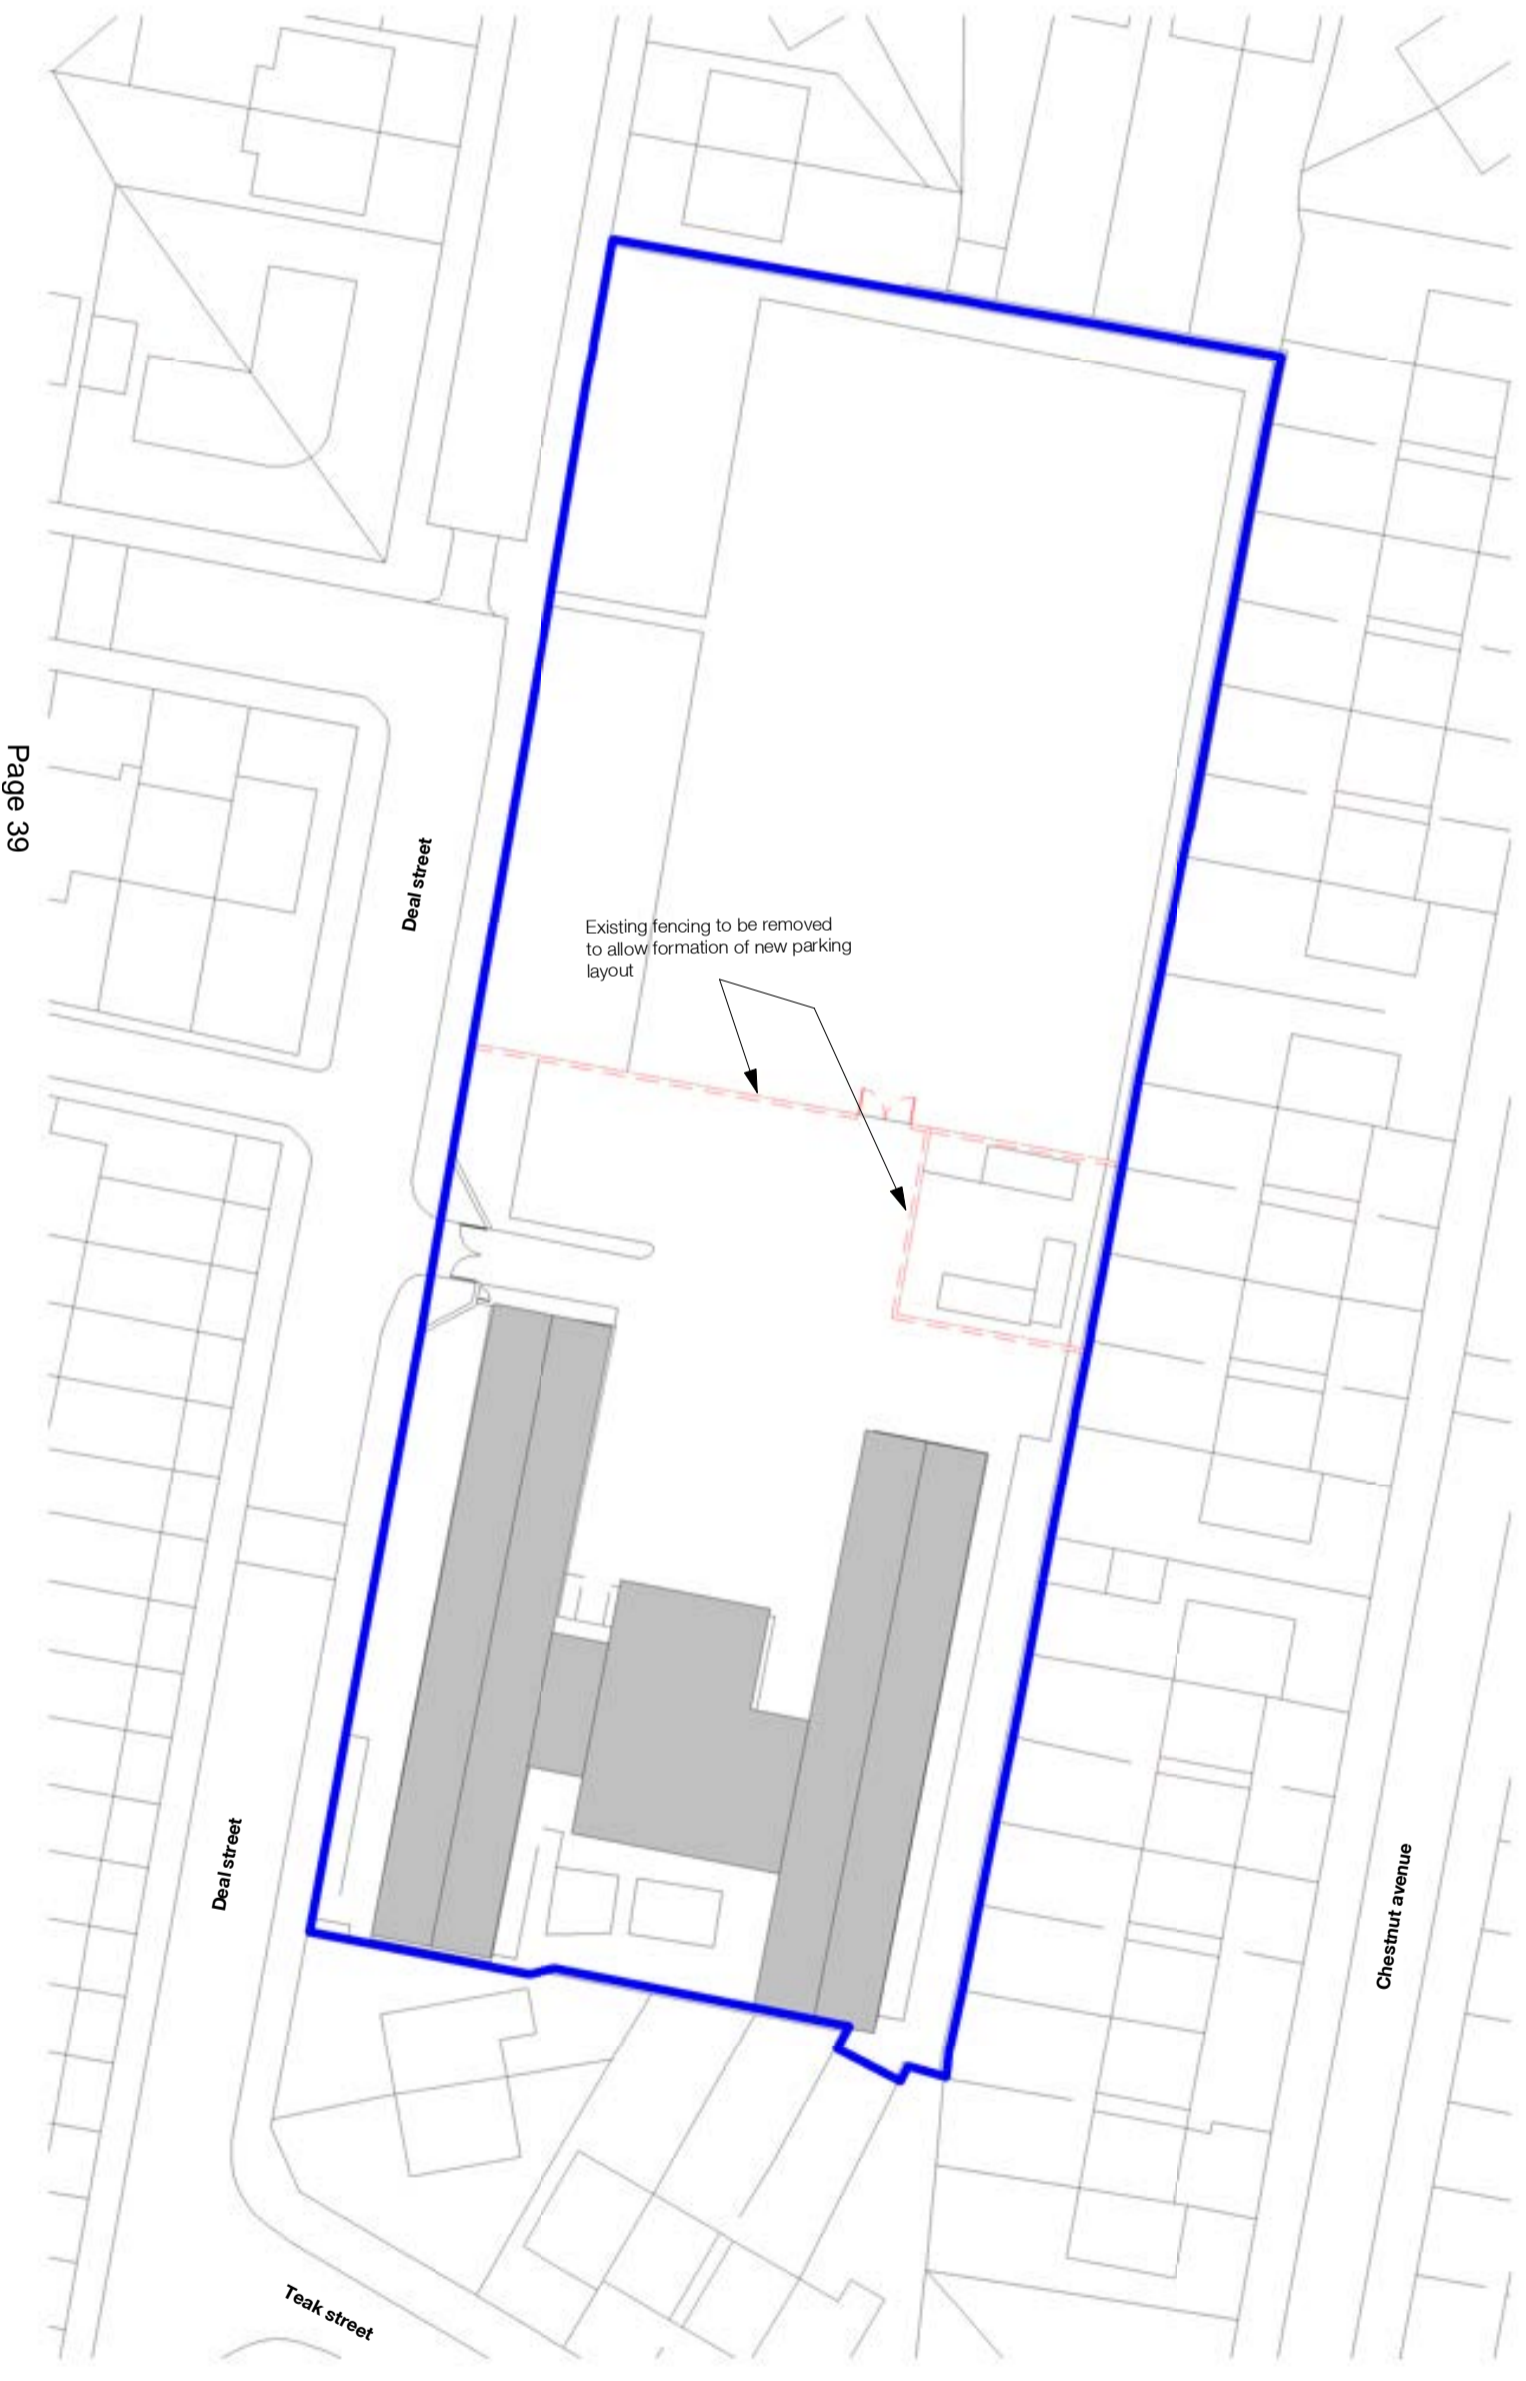 Page 39
Deal street
Existing fencing to be removed
to allow formation of new parking
layout
Deal street
Chestnut avenue
Teak street